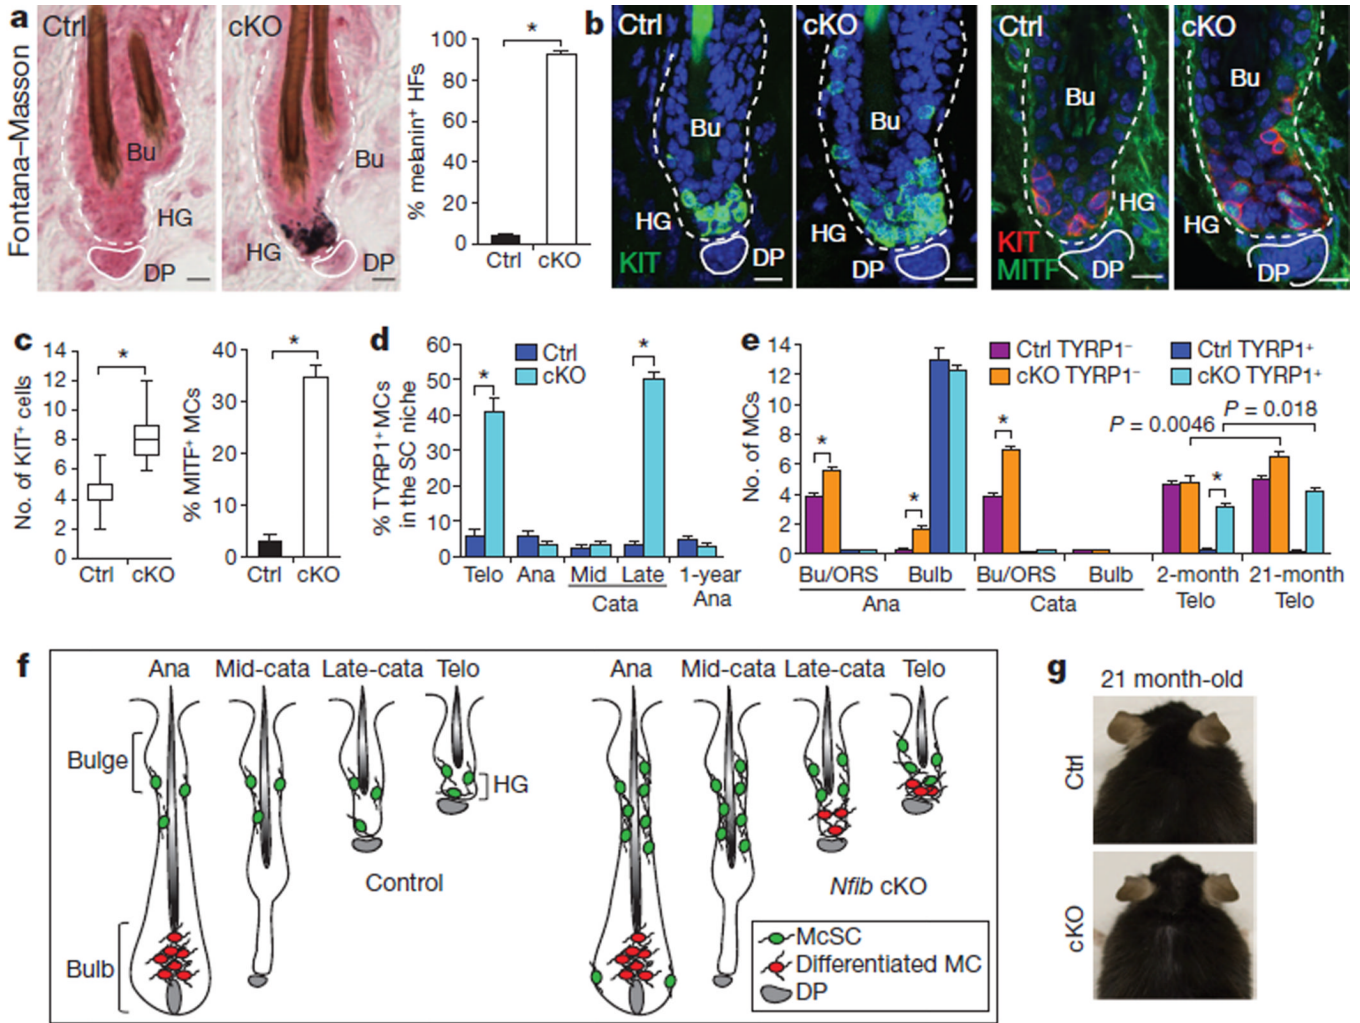 a
Fontana–Masson
Ctrl
cKO
Bu
Bu
HG
HG
DP
DP
% melanin⁺ HFs
100
80
60
40
20
0
*
Ctrl cKO
b
Ctrl
cKO
Bu
Bu
HG
HG
KIT
DP
DP
Ctrl
cKO
Bu
Bu
HG
HG
KIT
MITF
DP
DP
c
No. of KIT⁺ cells
14
12
10
8
6
4
2
0
*
Ctrl cKO
% MITF⁺ MCs
40
30
20
10
0
*
Ctrl cKO
d
% TYRP1⁺ MCs
in the SC niche
60
50
40
30
20
10
0
Ctrl
cKO
*
*
Telo Ana Mid Late 1-year
Cata Ana
e
No. of MCs
14
12
10
8
6
4
2
0
Ctrl TYRP1⁻ Ctrl TYRP1⁺
cKO TYRP1⁻ cKO TYRP1⁺
P = 0.018
P = 0.0046
*
*
*
*
Bu/ORS Bulb Bu/ORS Bulb 2-month 21-month
Ana Cata Telo Telo
f
Ana Mid-cata Late-cata Telo Ana Mid-cata Late-cata Telo
Bulge
HG
Control
Nfib cKO
Bulb
McSC
Differentiated MC
DP
g
21 month-old
Ctrl
cKO